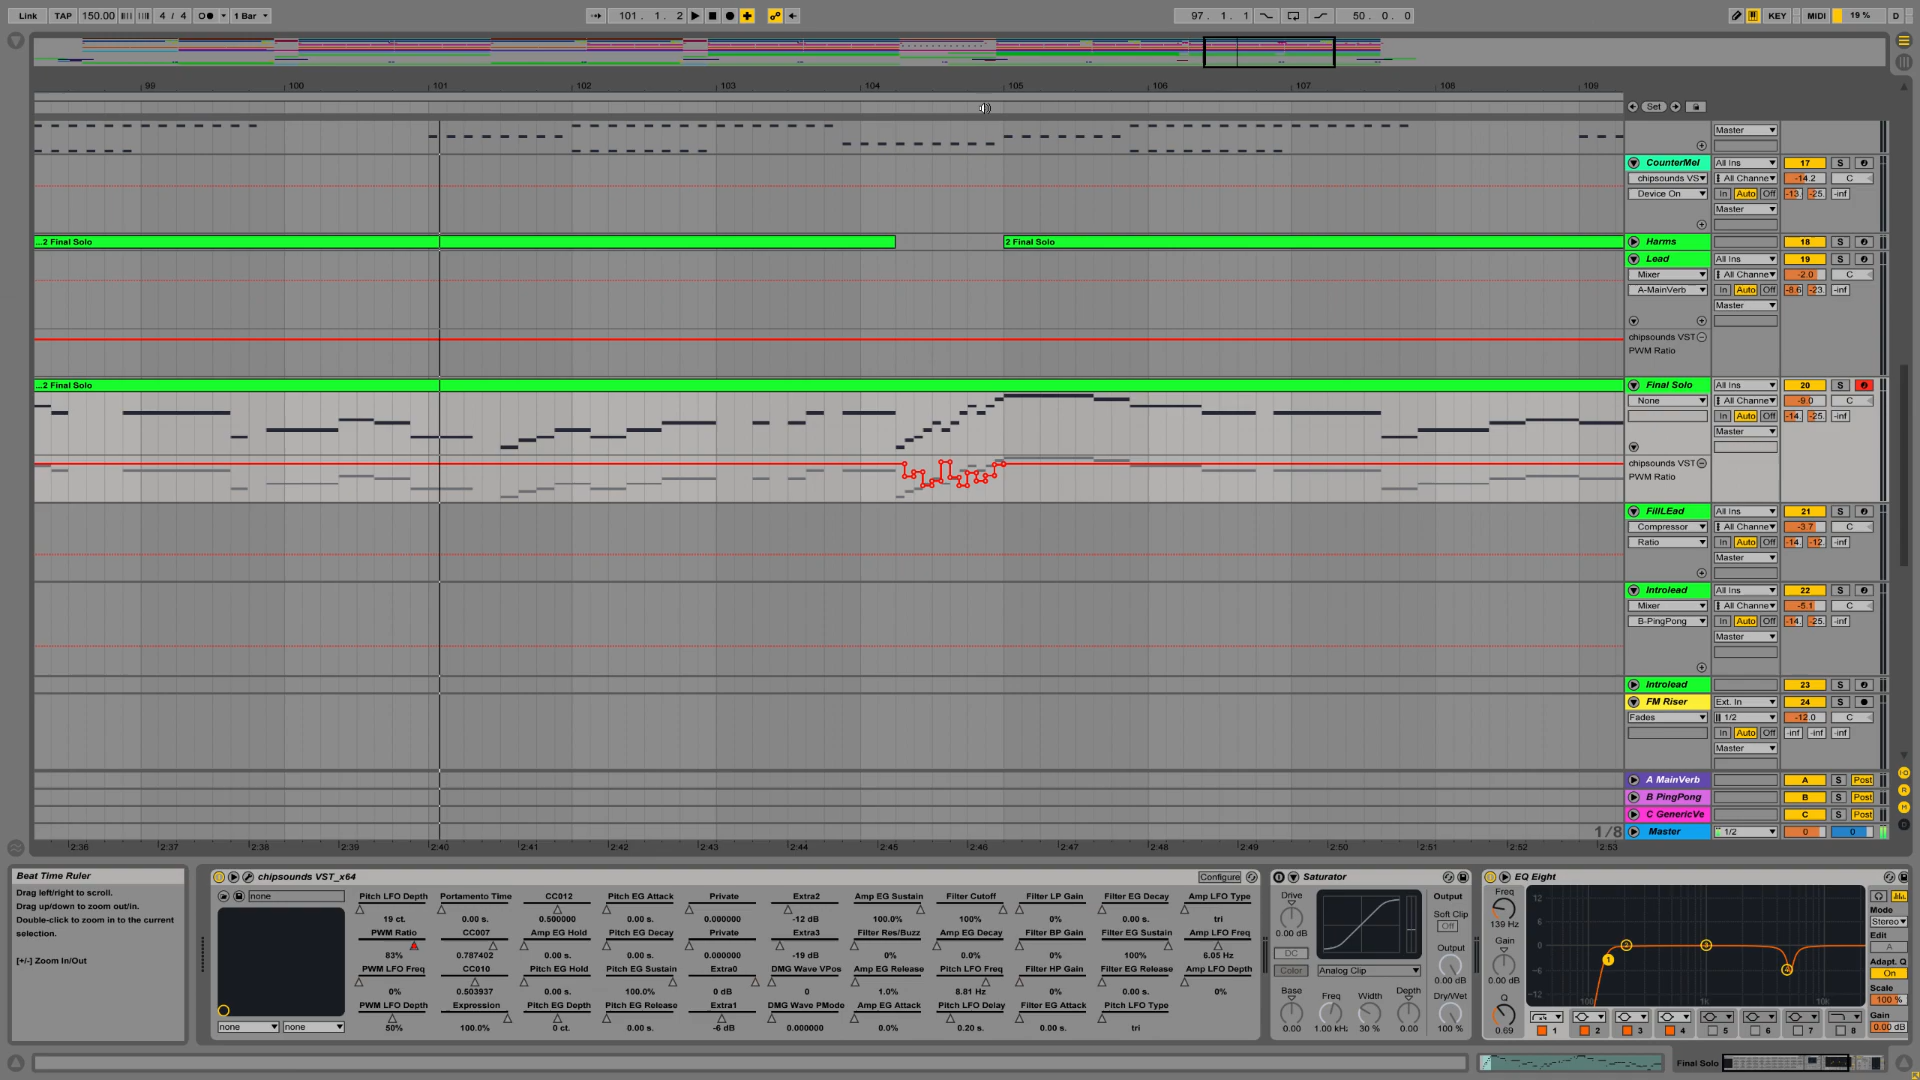 Link TAP 150.00 4 / 4 1 Bar 101. 1. 2 97. 1. 1 50. 0. 0 KEY MIDI 19 % D
99 100 101 102 103 104 105 106 107 108 109
Set
Master
CounterMel All Ins 17 S
chipsounds VS All Channe -14.2 C
Device On In Auto Off -13. -25. -inf
Master
...2 Final Solo 2 Final Solo Harms 18 S
Lead All Ins 19 S
Mixer All Channe -2.0 C
A-MainVerb In Auto Off -8.6 -23. -inf
Master
chipsounds VST
PWM Ratio
...2 Final Solo Final Solo All Ins 20 S
None All Channe -9.0 C
In Auto Off -14. -25. -inf
Master
chipsounds VST
PWM Ratio
FillLEad All Ins 21 S
Compressor All Channe -3.7 C
Ratio In Auto Off -14. -12. -inf
Master
Introlead All Ins 22 S
Mixer All Channe -5.1 C
B-PingPong In Auto Off -14. -25. -inf
Master
Introlead 23 S
FM Riser Ext. In 24 S
Fades 1/2 -12.0 C
In Auto Off -inf -inf -inf
Master
A MainVerb A S Post
B PingPong B S Post
C GenericVe C S Post
1/8 Master 1/2 0 0
2:36 2:37 2:38 2:39 2:40 2:41 2:42 2:43 2:44 2:45 2:46 2:47 2:48 2:49 2:50 2:51 2:52 2:53
Beat Time Ruler
Drag left/right to scroll.
Drag up/down to zoom out/in.
Double-click to zoom in to the current
selection.
[+/-] Zoom In/Out
chipsounds VST_x64 Configure
none
none none
Pitch LFO Depth Portamento Time CC012 Pitch EG Attack Private Extra2 Amp EG Sustain Filter Cutoff Filter LP Gain Filter EG Decay Amp LFO Type
19 ct. 0.00 s. 0.500000 0.00 s. 0.000000 -12 dB 100.0% 100% 0% 0.00 s. tri
PWM Ratio CC007 Amp EG Hold Pitch EG Decay Private Extra3 Filter Res/Buzz Amp EG Decay Filter BP Gain Filter EG Sustain Amp LFO Freq
83% 0.787402 0.00 s. 0.00 s. 0.000000 -19 dB 0% 0.0% 0% 100% 6.05 Hz
PWM LFO Freq CC010 Pitch EG Hold Pitch EG Sustain Extra0 DMG Wave VPos Amp EG Release Pitch LFO Freq Filter HP Gain Filter EG Release Amp LFO Depth
0% 0.503937 0.00 s. 100.0% 0 dB 0.000000 1.0% 8.81 Hz 0% 0.00 s. 0%
PWM LFO Depth Expression Pitch EG Depth Pitch EG Release Extra1 DMG Wave PMode Amp EG Attack Pitch LFO Delay Filter EG Attack Pitch LFO Type
50% 100.0% 0 ct. 0.00 s. -6 dB 0.000000 0.0% 0.20 s. 0.00 s. tri
Saturator
Drive
0.00 dB
DC
Color
Analog Clip
Output
Soft Clip
Off
Output
0.00 dB
Base Freq Width Depth Dry/Wet
0.00 1.00 kHz 30 % 0.00 100 %
EQ Eight
Freq
139 Hz
Gain
0.00 dB
Q
0.69
12
6
0
-6
-12
100 1k 10k
1 2 3 4
1 2 3 4 5 6 7 8
Mode
Stereo
Edit
A
Adapt. Q
On
Scale
100 %
Gain
0.00 dB
Final Solo